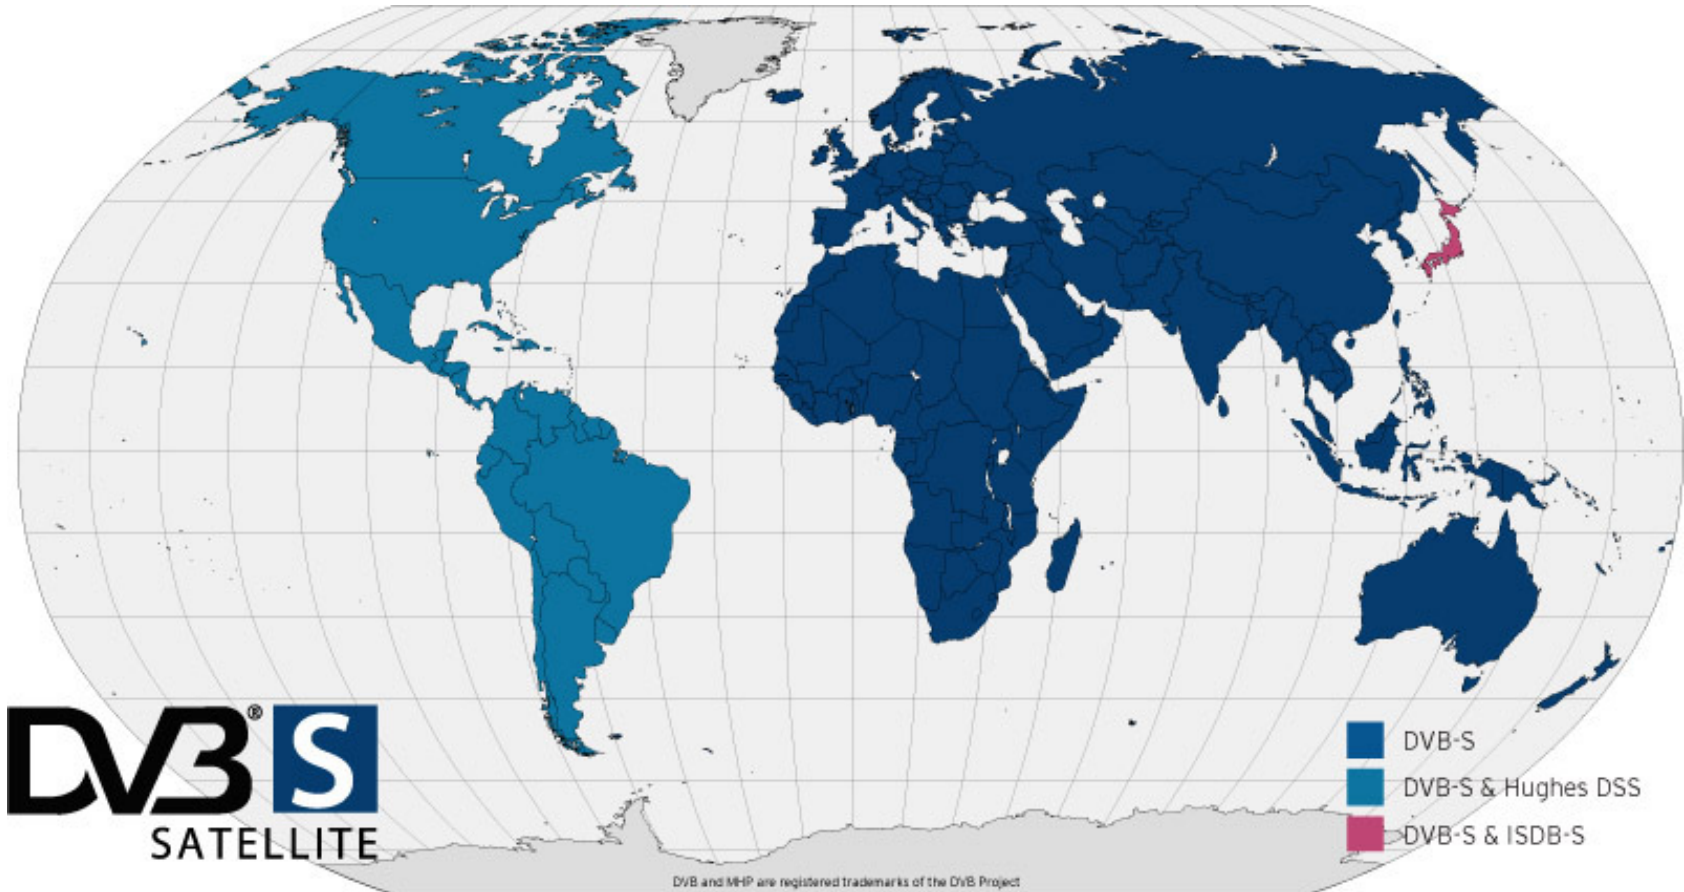 DVB® S
SATELLITE
DVB-S
DVB-S & Hughes DSS
DVB-S & ISDB-S
DVB and MHP are registered trademarks of the DVB Project